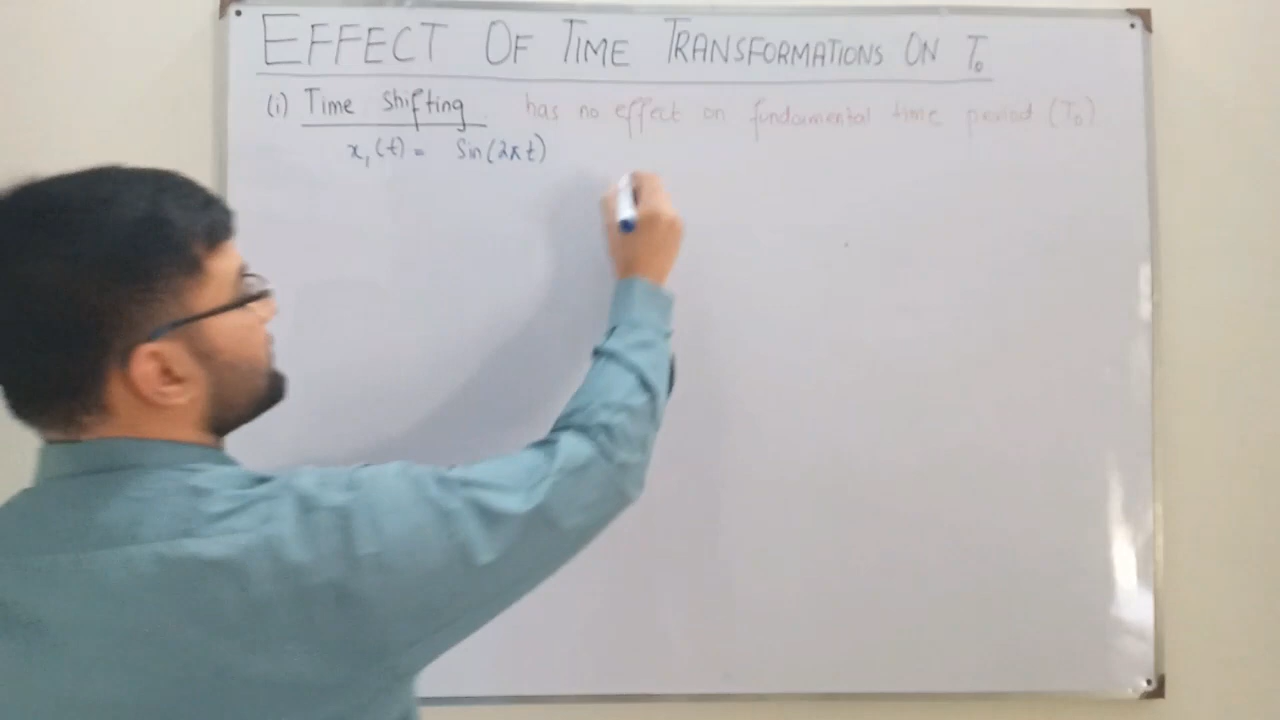 EFFECT OF TIME TRANSFORMATIONS ON T₀
(i) Time Shifting has no effect on fundamental time period (T₀)
x₁(t) = Sin(2πt)